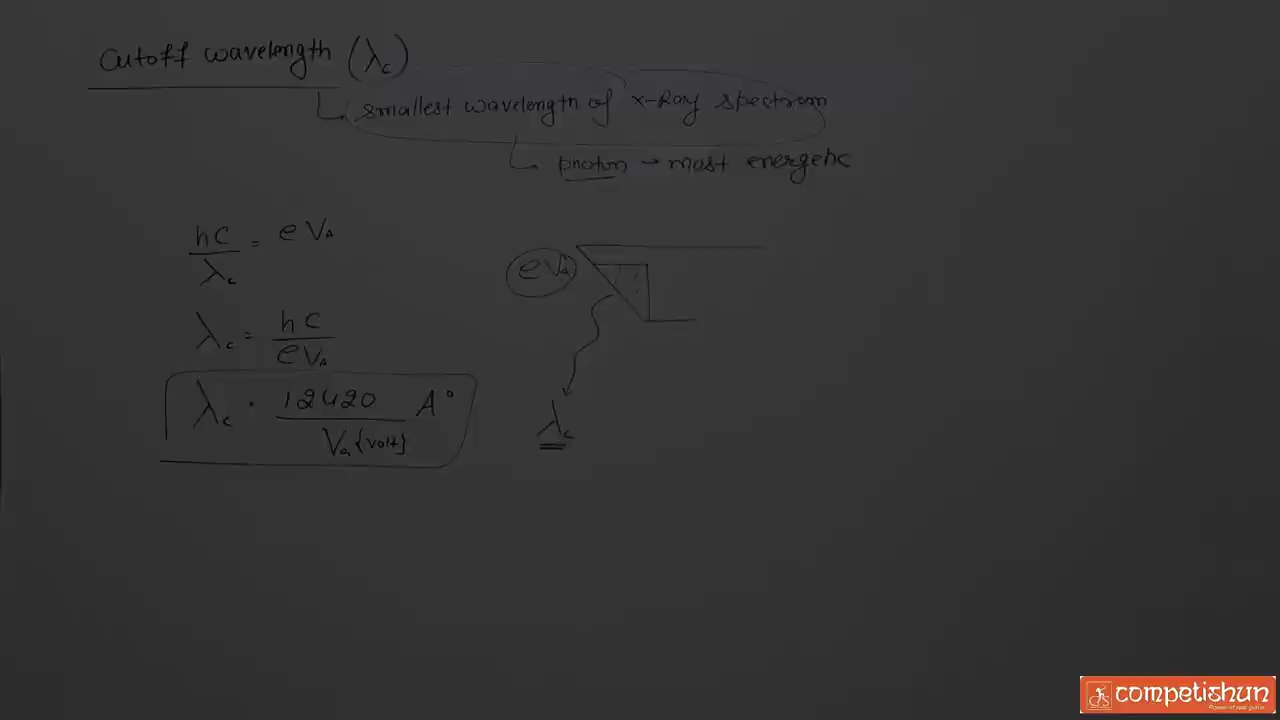 Cutoff wavelength (λc)
smallest wavelength of x-Ray spectrum
photon → most energetic
hc/λc = eVA
eVA
λc = hc/eVA
λc = 12420/Va{volt} A°
λc
competishun